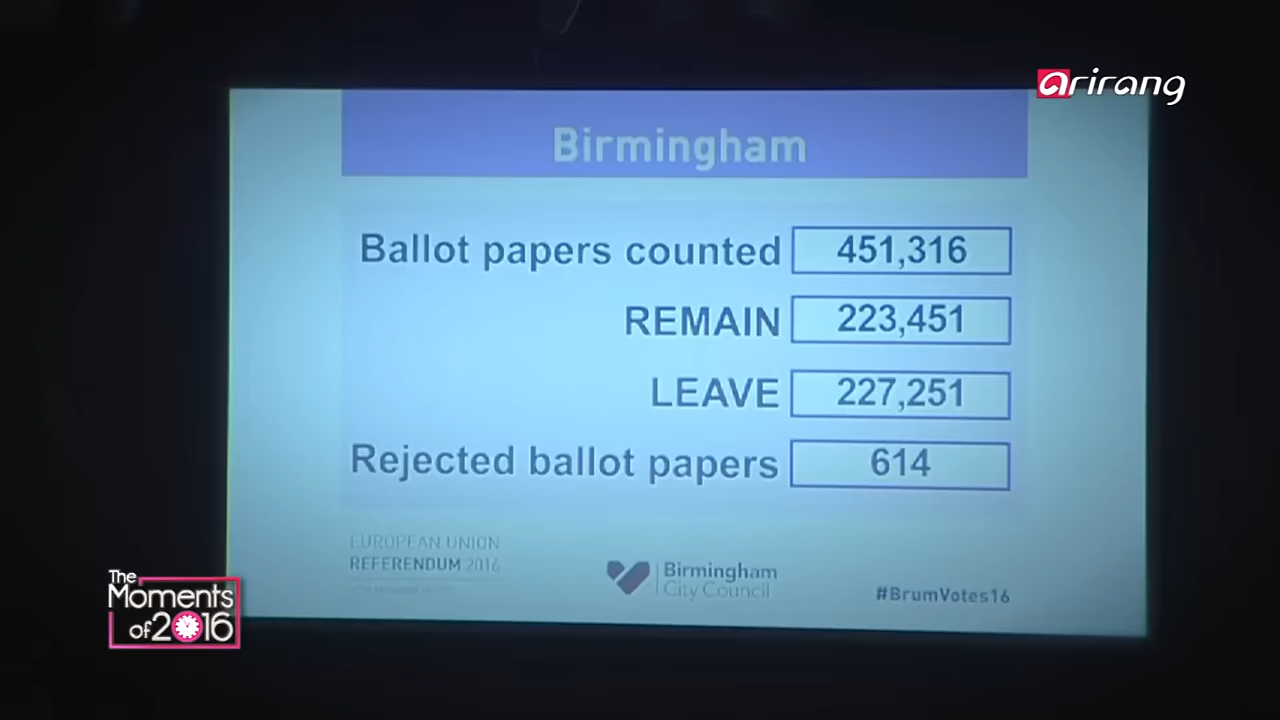 arirang
Birmingham
Ballot papers counted 451,316
REMAIN 223,451
LEAVE 227,251
Rejected ballot papers 614
EUROPEAN UNION
REFERENDUM 2016
Birmingham
City Council
#BrumVotes16
The
Moments
of 2016